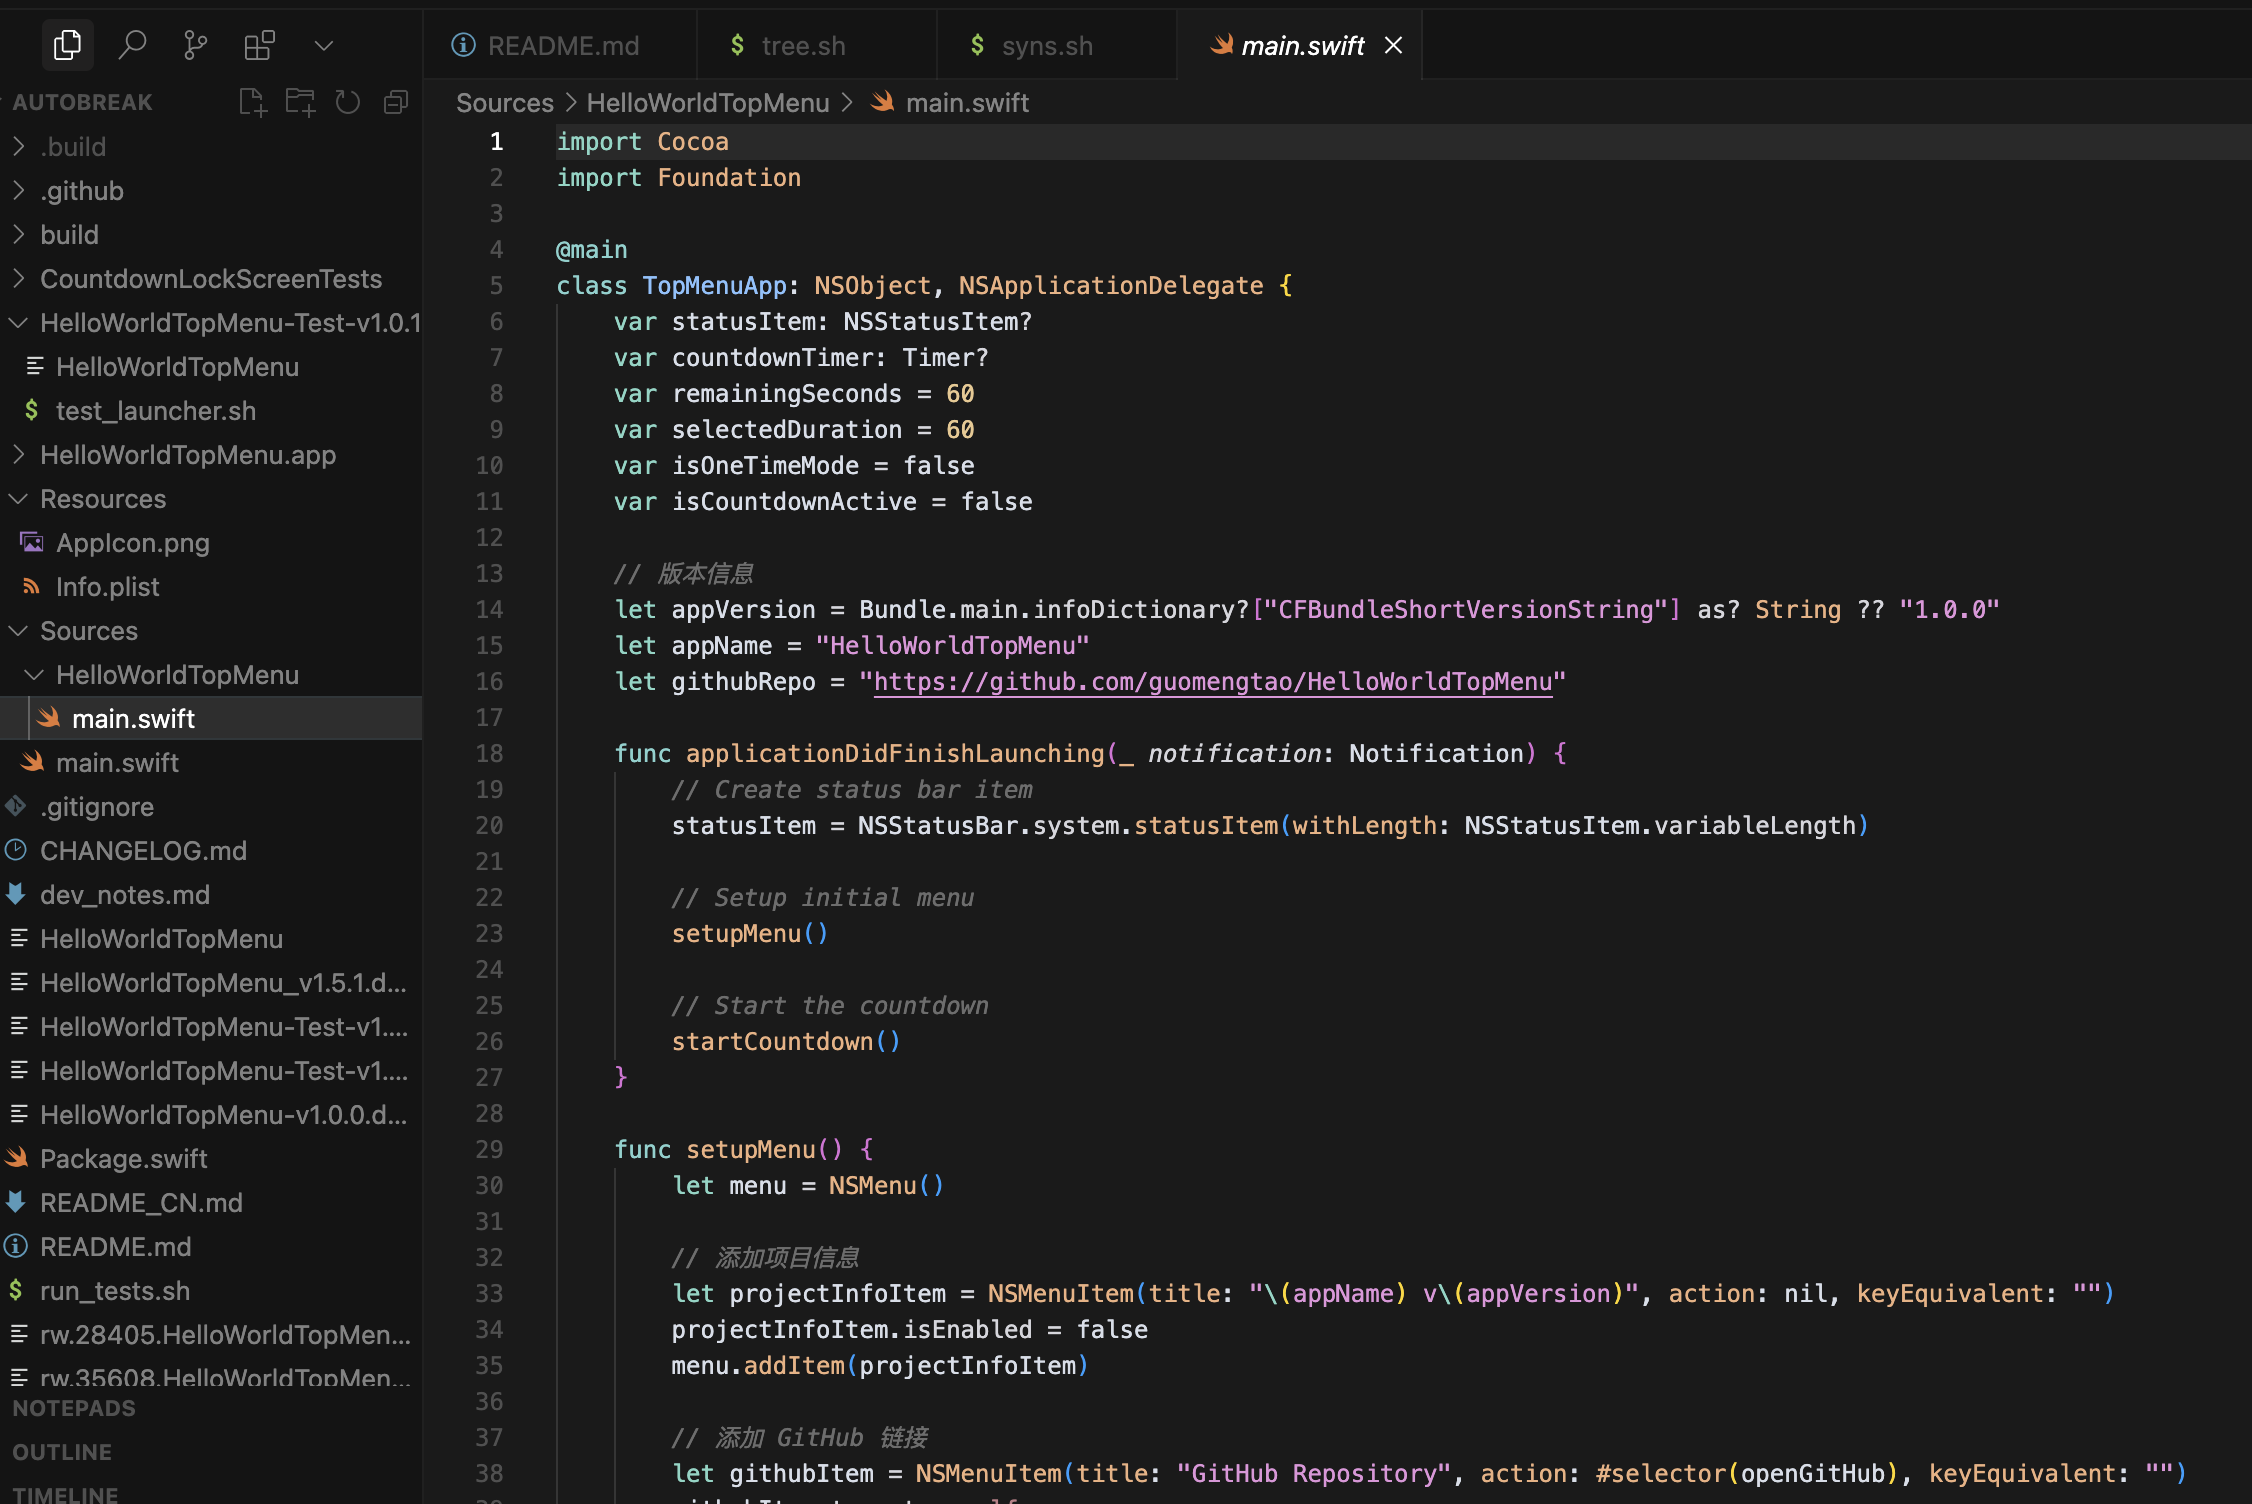 README.md
tree.sh
syns.sh
main.swift
AUTOBREAK
.build
.github
build
CountdownLockScreenTests
HelloWorldTopMenu-Test-v1.0.1
HelloWorldTopMenu
test_launcher.sh
HelloWorldTopMenu.app
Resources
AppIcon.png
Info.plist
Sources
HelloWorldTopMenu
main.swift
main.swift
.gitignore
CHANGELOG.md
dev_notes.md
HelloWorldTopMenu
HelloWorldTopMenu_v1.5.1.d...
HelloWorldTopMenu-Test-v1....
HelloWorldTopMenu-Test-v1....
HelloWorldTopMenu-v1.0.0.d...
Package.swift
README_CN.md
README.md
run_tests.sh
rw.28405.HelloWorldTopMen...
rw.35608.HelloWorldTopMen...
NOTEPADS
OUTLINE
TIMELINE
Sources > HelloWorldTopMenu > main.swift
1 import Cocoa
2 import Foundation
3
4 @main
5 class TopMenuApp: NSObject, NSApplicationDelegate {
6 var statusItem: NSStatusItem?
7 var countdownTimer: Timer?
8 var remainingSeconds = 60
9 var selectedDuration = 60
10 var isOneTimeMode = false
11 var isCountdownActive = false
12
13 // 版本信息
14 let appVersion = Bundle.main.infoDictionary?["CFBundleShortVersionString"] as? String ?? "1.0.0"
15 let appName = "HelloWorldTopMenu"
16 let githubRepo = "https://github.com/guomengtao/HelloWorldTopMenu"
17
18 func applicationDidFinishLaunching(_ notification: Notification) {
19 // Create status bar item
20 statusItem = NSStatusBar.system.statusItem(withLength: NSStatusItem.variableLength)
21
22 // Setup initial menu
23 setupMenu()
24
25 // Start the countdown
26 startCountdown()
27 }
28
29 func setupMenu() {
30 let menu = NSMenu()
31
32 // 添加项目信息
33 let projectInfoItem = NSMenuItem(title: "\(appName) v\(appVersion)", action: nil, keyEquivalent: "")
34 projectInfoItem.isEnabled = false
35 menu.addItem(projectInfoItem)
36
37 // 添加 GitHub 链接
38 let githubItem = NSMenuItem(title: "GitHub Repository", action: #selector(openGitHub), keyEquivalent: "")